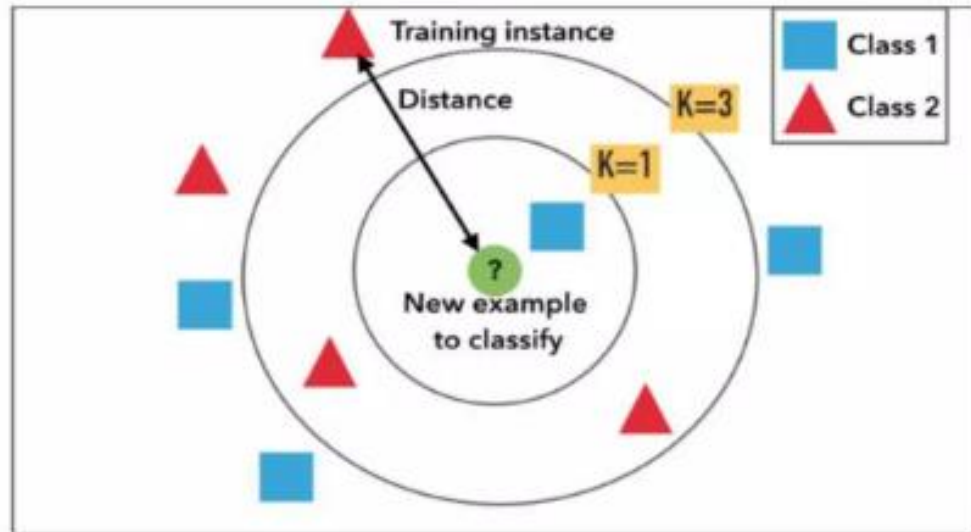 Training instance
Class 1
Distance
K=3
Class 2
K=1
?
New example
to classify